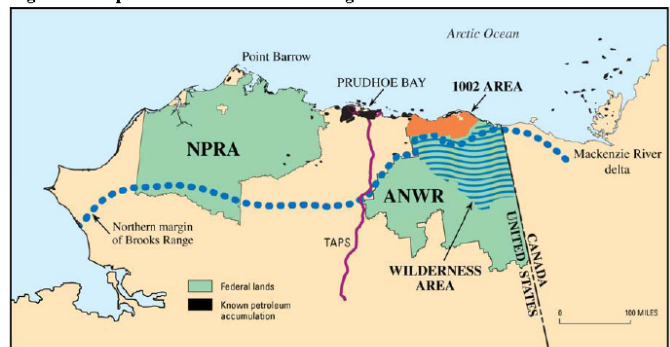 Arctic Ocean
Point Barrow
PRUDHOE BAY
1002 AREA
NPRA
Mackenzie River
delta
ANWR
Northern margin
of Brooks Range
TAPS
WILDERNESS
AREA
CANADA
UNITED STATES
Federal lands
Known petroleum
accumulation
0 100 MILES